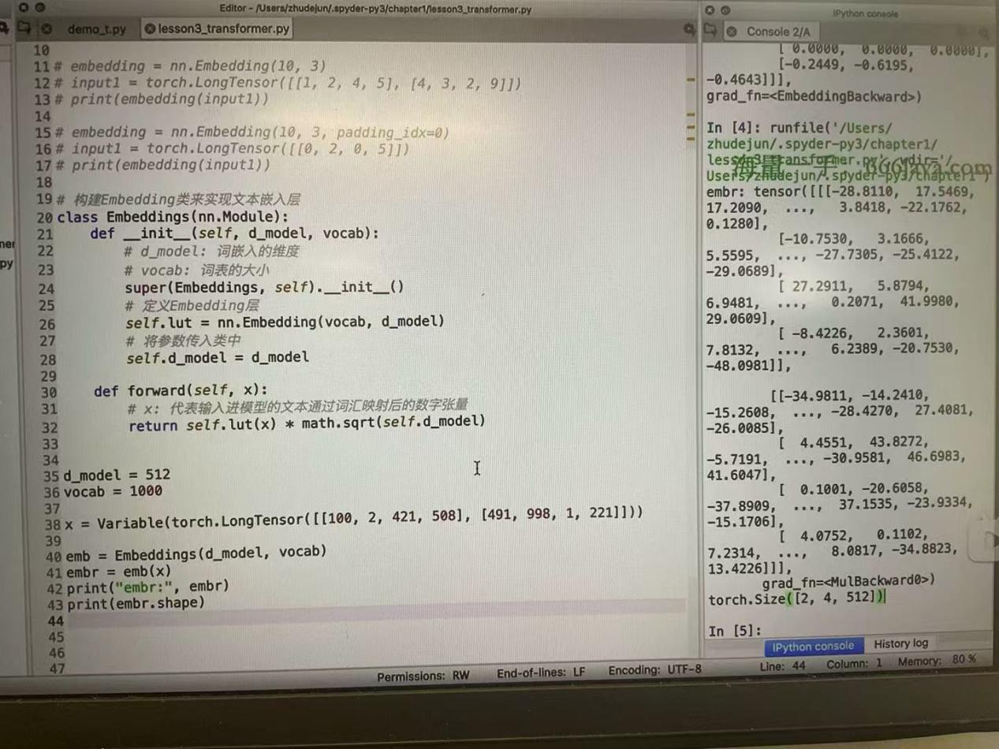 Editor - /Users/zhudejun/.spyder-py3/chapter1/lesson3_transformer.py
demo_t.py
lesson3_transformer.py
10
11 # embedding = nn.Embedding(10, 3)
12 # input1 = torch.LongTensor([[1, 2, 4, 5], [4, 3, 2, 9]])
13 # print(embedding(input1))
14
15 # embedding = nn.Embedding(10, 3, padding_idx=0)
16 # input1 = torch.LongTensor([[0, 2, 0, 5]])
17 # print(embedding(input1))
18
19 # 构建Embedding类来实现文本嵌入层
20 class Embeddings(nn.Module):
21 def __init__(self, d_model, vocab):
22 # d_model: 词嵌入的维度
23 # vocab: 词表的大小
24 super(Embeddings, self).__init__()
25 # 定义Embedding层
26 self.lut = nn.Embedding(vocab, d_model)
27 # 将参数传入类中
28 self.d_model = d_model
29
30 def forward(self, x):
31 # x: 代表输入进模型的文本通过词汇映射后的数字张量
32 return self.lut(x) * math.sqrt(self.d_model)
33
34
35 d_model = 512
36 vocab = 1000
37
38 x = Variable(torch.LongTensor([[100, 2, 421, 508], [491, 998, 1, 221]]))
39
40 emb = Embeddings(d_model, vocab)
41 embr = emb(x)
42 print("embr:", embr)
43 print(embr.shape)
44
45
46
47
Permissions: RW End-of-lines: LF Encoding: UTF-8 Line: 44 Column: 1 Memory: 80 %
IPython console
Console 2/A
[ 0.0000, 0.0000, 0.0000],
[-0.2449, -0.6195,
-0.4643]]],
grad_fn=<EmbeddingBackward>)
In [4]: runfile('/Users/
zhudejun/.spyder-py3/chapter1/
lesson3_transformer.py', wdir='/
Users/zhudejun/.spyder-py3/chapter1')
666java.com
embr: tensor([[[-28.8110, 17.5469,
17.2090, ..., 3.8418, -22.1762,
0.1280],
[-10.7530, 3.1666,
5.5595, ..., -27.7305, -25.4122,
-29.0689],
[ 27.2911, 5.8794,
6.9481, ..., 0.2071, 41.9980,
29.0609],
[ -8.4226, 2.3601,
7.8132, ..., 6.2389, -20.7530,
-48.0981]],
[[-34.9811, -14.2410,
-15.2608, ..., -28.4270, 27.4081,
-26.0085],
[ 4.4551, 43.8272,
-5.7191, ..., -30.9581, 46.6983,
41.6047],
[ 0.1001, -20.6058,
-37.8909, ..., 37.1535, -23.9334,
-15.1706],
[ 4.0752, 0.1102,
7.2314, ..., 8.0817, -34.8823,
13.4226]]],
grad_fn=<MulBackward0>)
torch.Size([2, 4, 512])
In [5]:
IPython console
History log